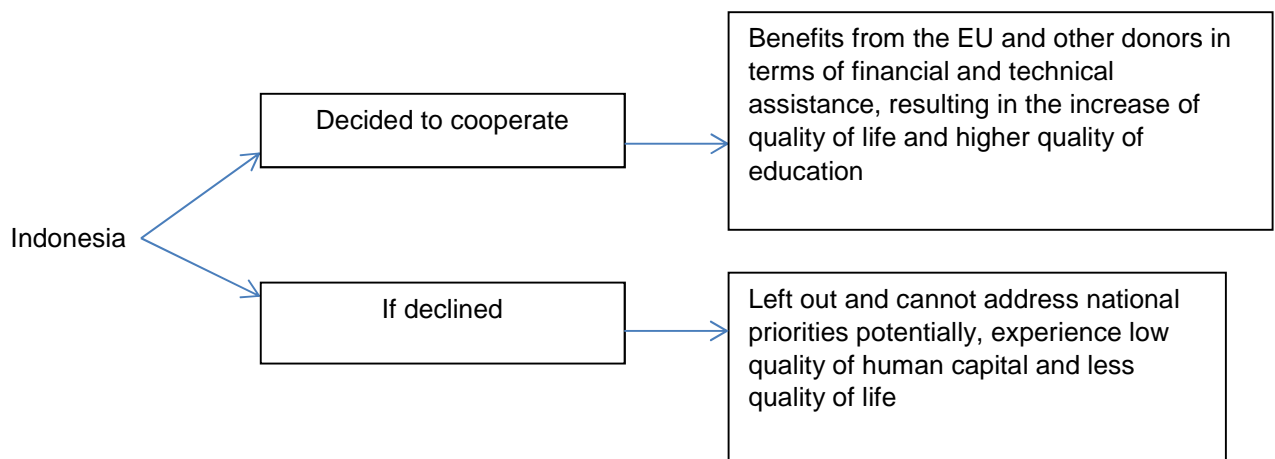 Indonesia
Decided to cooperate
Benefits from the EU and other donors in
terms of financial and technical
assistance, resulting in the increase of
quality of life and higher quality of
education
If declined
Left out and cannot address national
priorities potentially, experience low
quality of human capital and less
quality of life